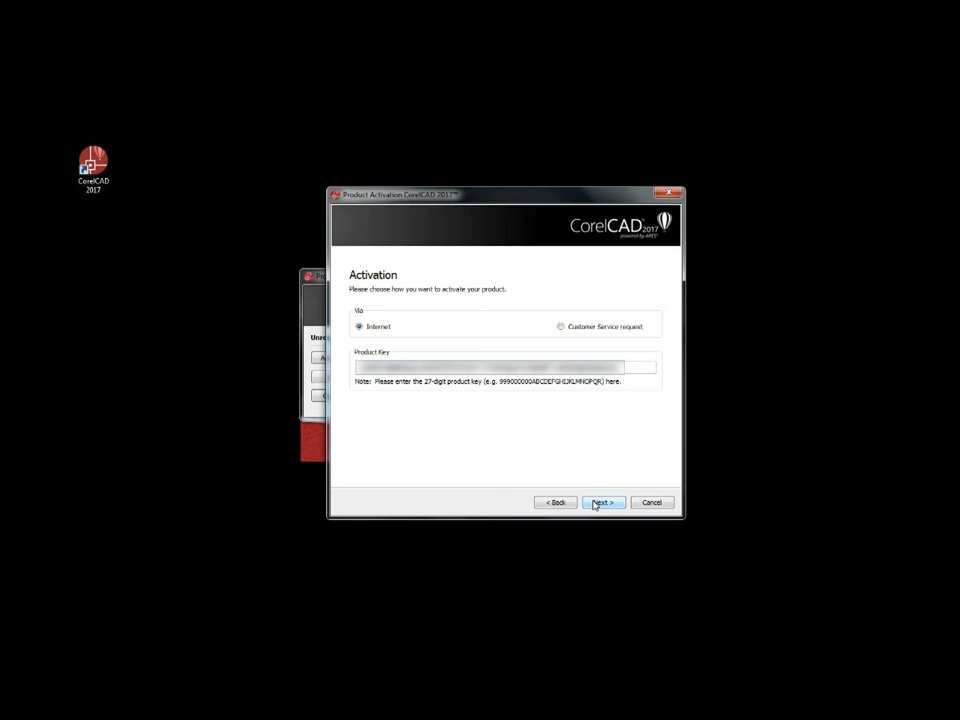 CorelCAD
2017
Product Activation CorelCAD 2017™
CorelCAD™2017
powered by ARES®
Activation
Please choose how you want to activate your product.
Via
Internet
Customer Service request
Product Key
Note: Please enter the 27-digit product key (e.g. 999000000ABCDEFGHIJKLMNOPQR) here.
< Back
Next >
Cancel